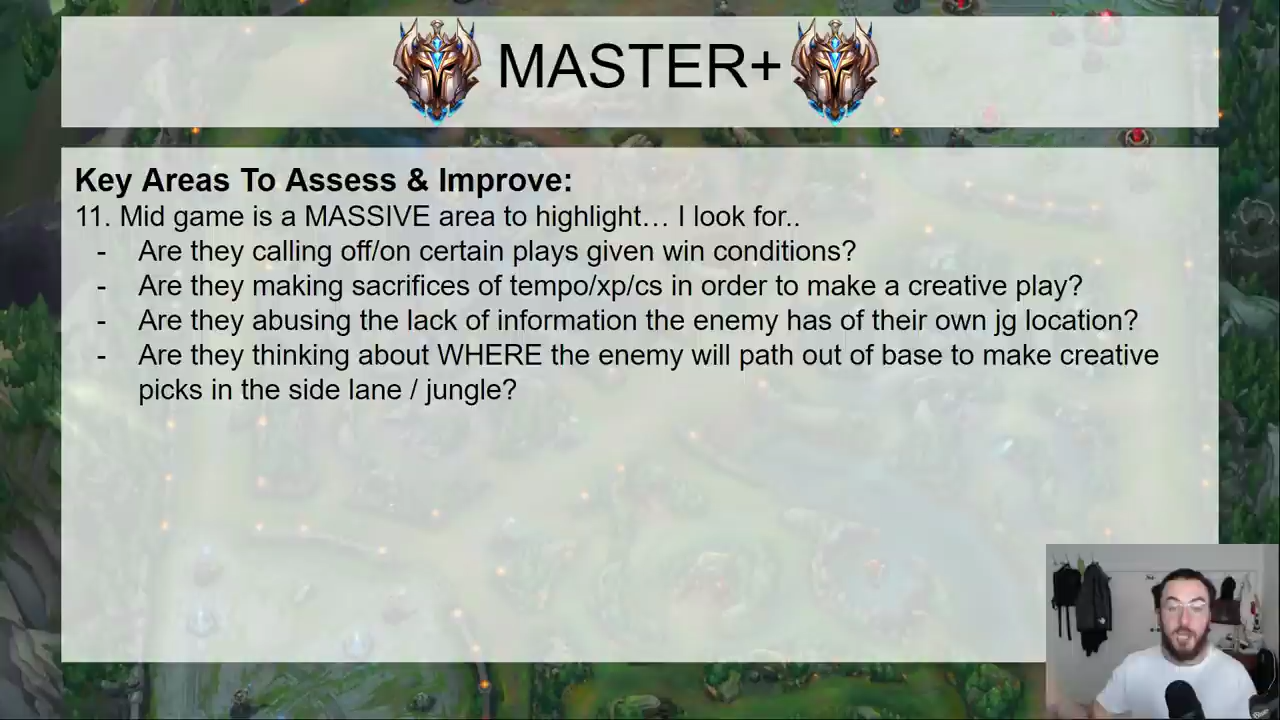 MASTER+
Key Areas To Assess & Improve:
11. Mid game is a MASSIVE area to highlight… I look for..
- Are they calling off/on certain plays given win conditions?
- Are they making sacrifices of tempo/xp/cs in order to make a creative play?
- Are they abusing the lack of information the enemy has of their own jg location?
- Are they thinking about WHERE the enemy will path out of base to make creative
picks in the side lane / jungle?